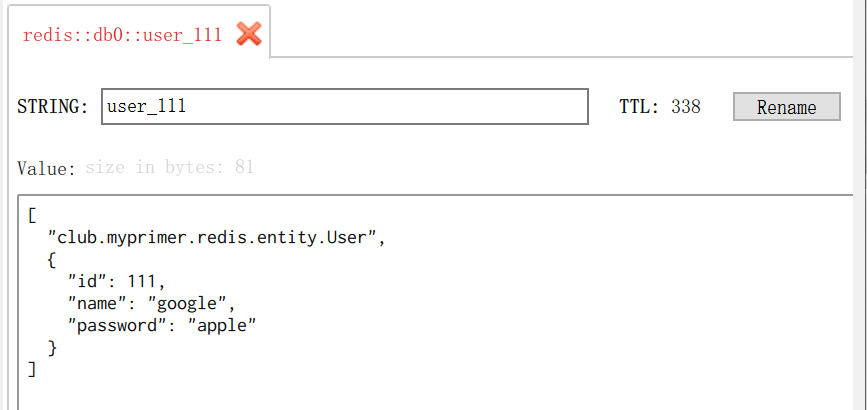 redis::db0::user_111
STRING: user_111 TTL: 338 Rename
Value: size in bytes: 81
[
  "club.myprimer.redis.entity.User",
  {
    "id": 111,
    "name": "google",
    "password": "apple"
  }
]